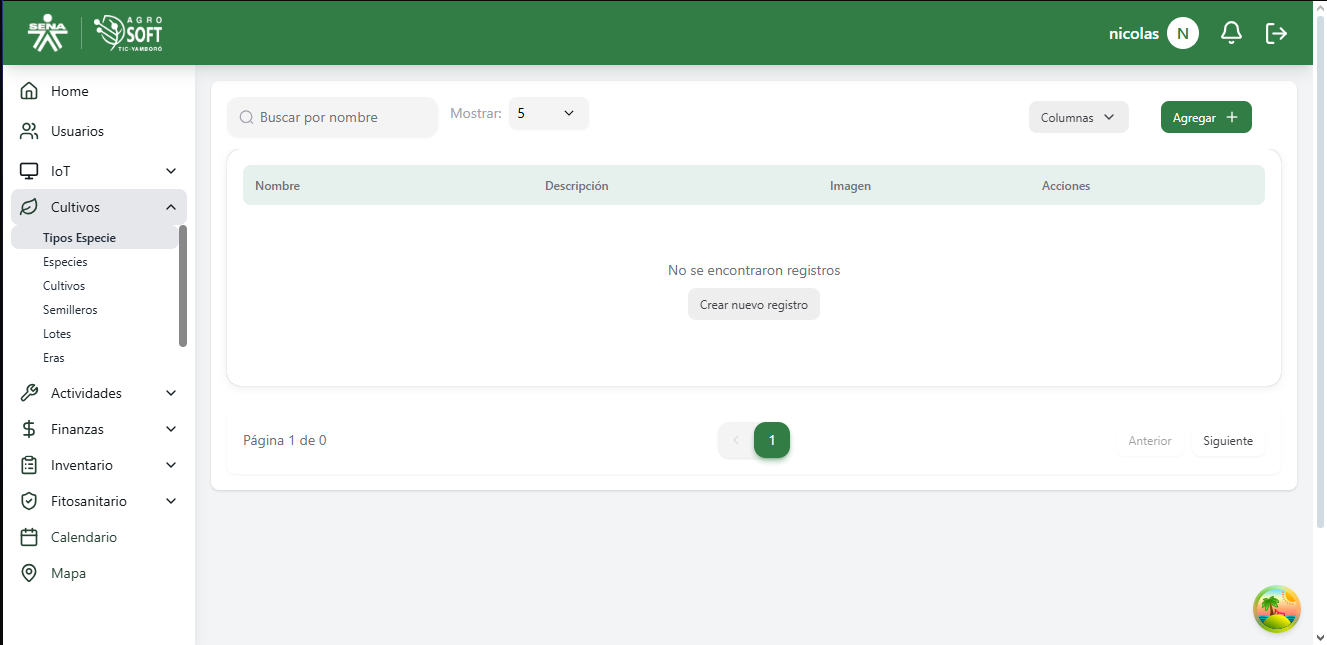 SENA
AGRO
SOFT
TIC-YAMBORÓ
nicolas N
Home
Usuarios
IoT
Cultivos
Tipos Especie
Especies
Cultivos
Semilleros
Lotes
Eras
Actividades
Finanzas
Inventario
Fitosanitario
Calendario
Mapa
Buscar por nombre
Mostrar: 5
Columnas
Agregar +
Nombre Descripción Imagen Acciones
No se encontraron registros
Crear nuevo registro
Página 1 de 0
1
Anterior Siguiente